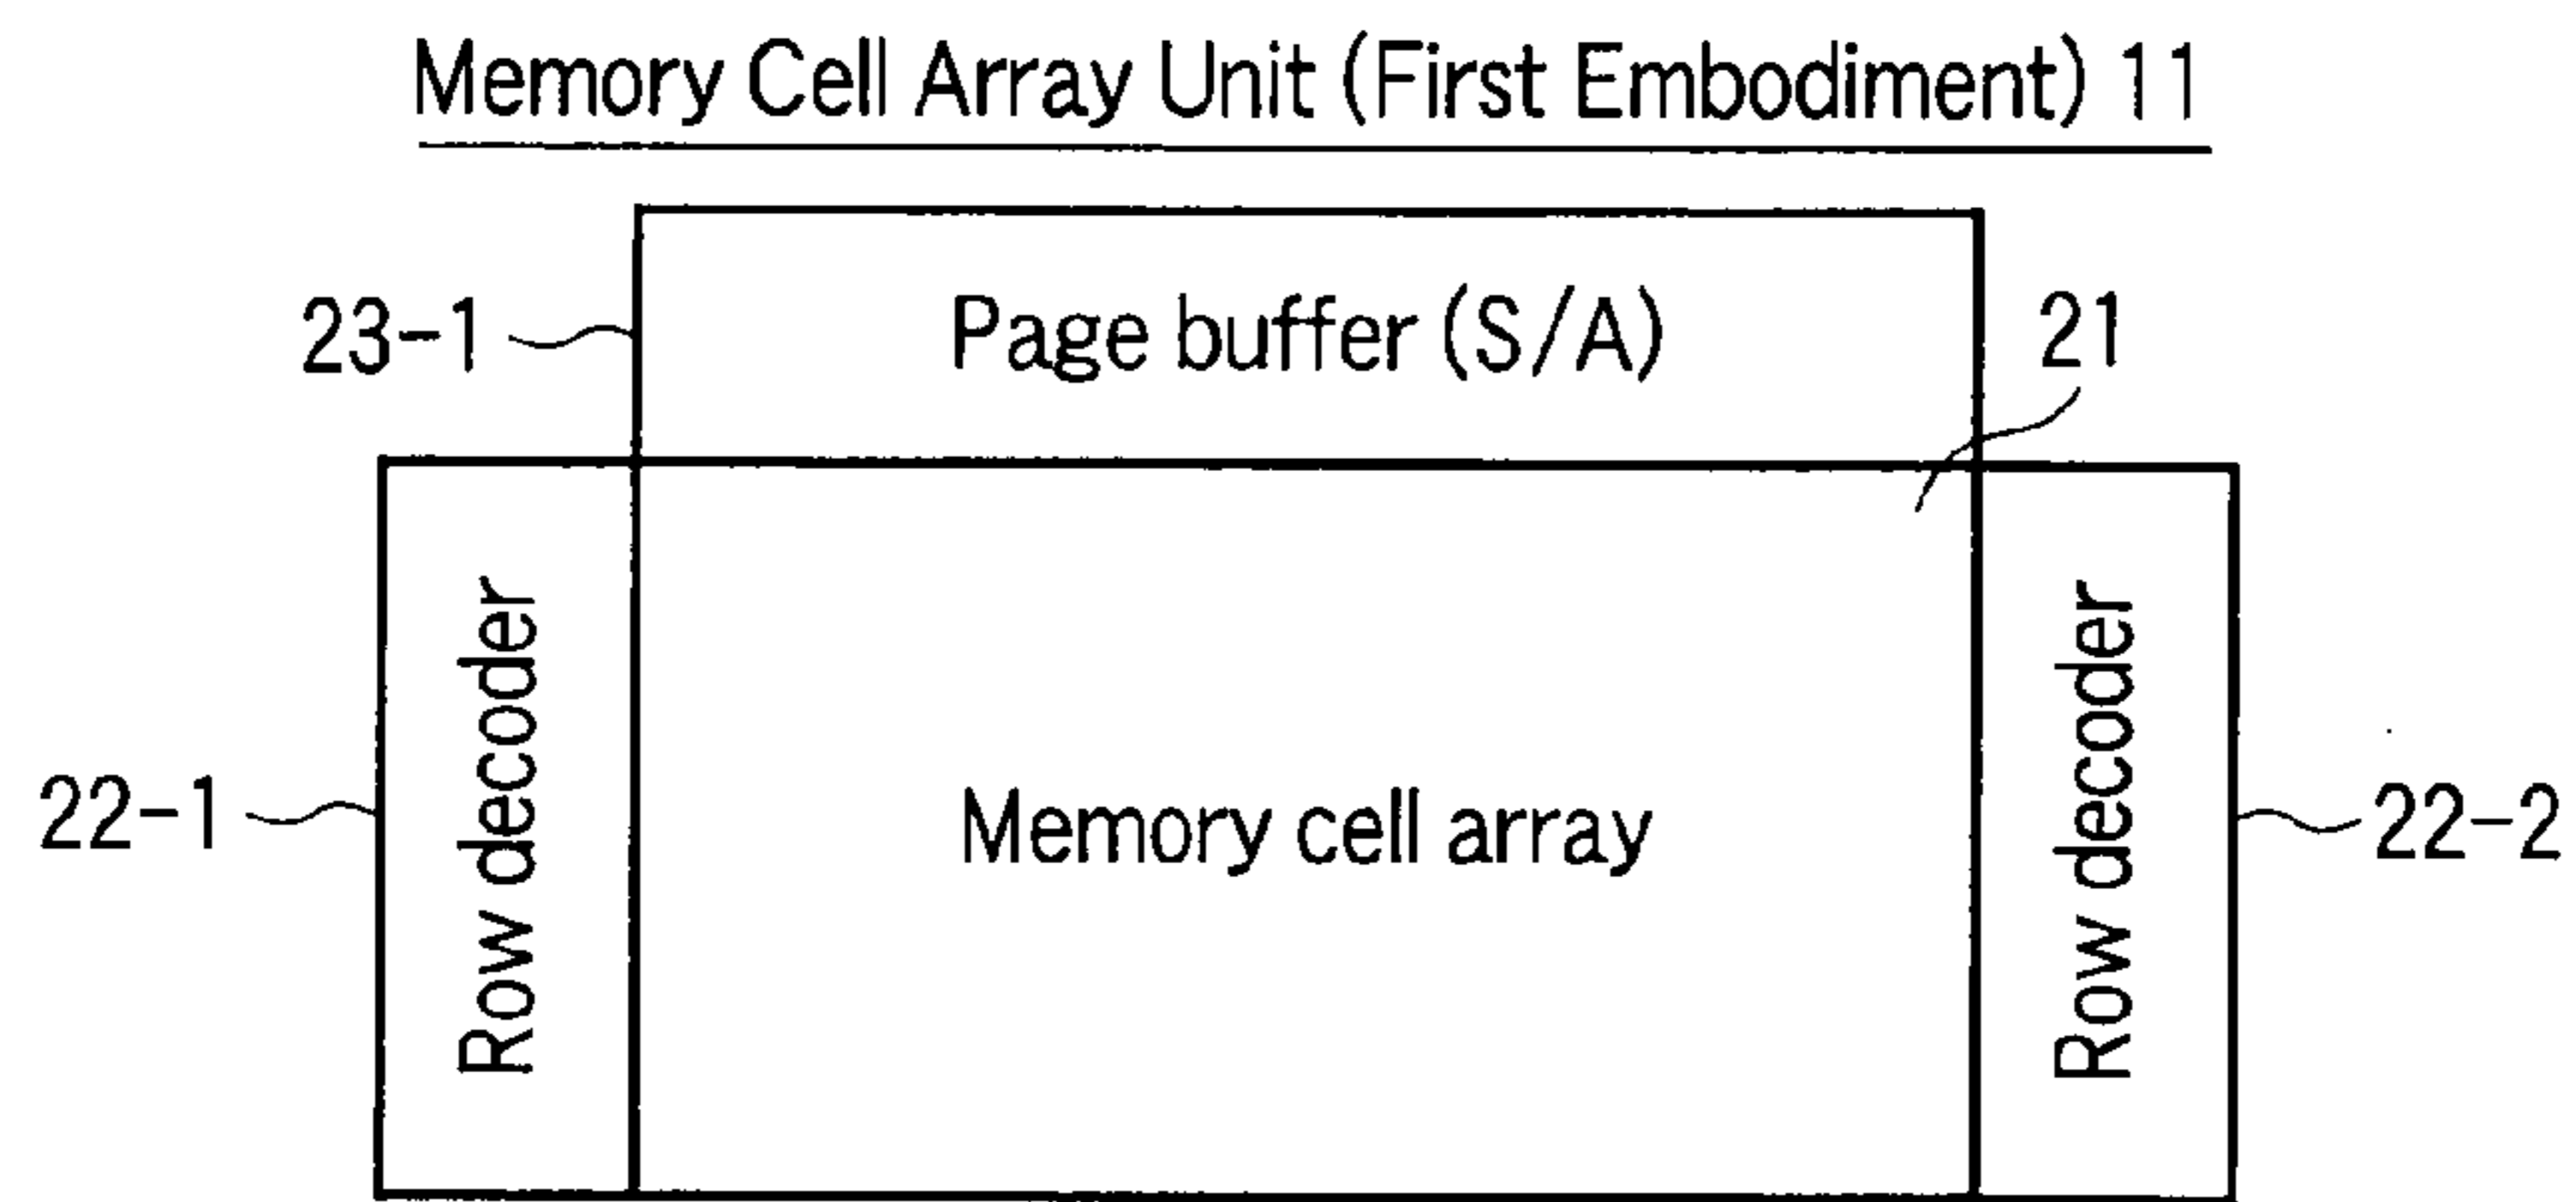 Memory Cell Array Unit (First Embodiment) 11
23-1
Page buffer (S/A)
21
22-1
Row decoder
Memory cell array
Row decoder
22-2